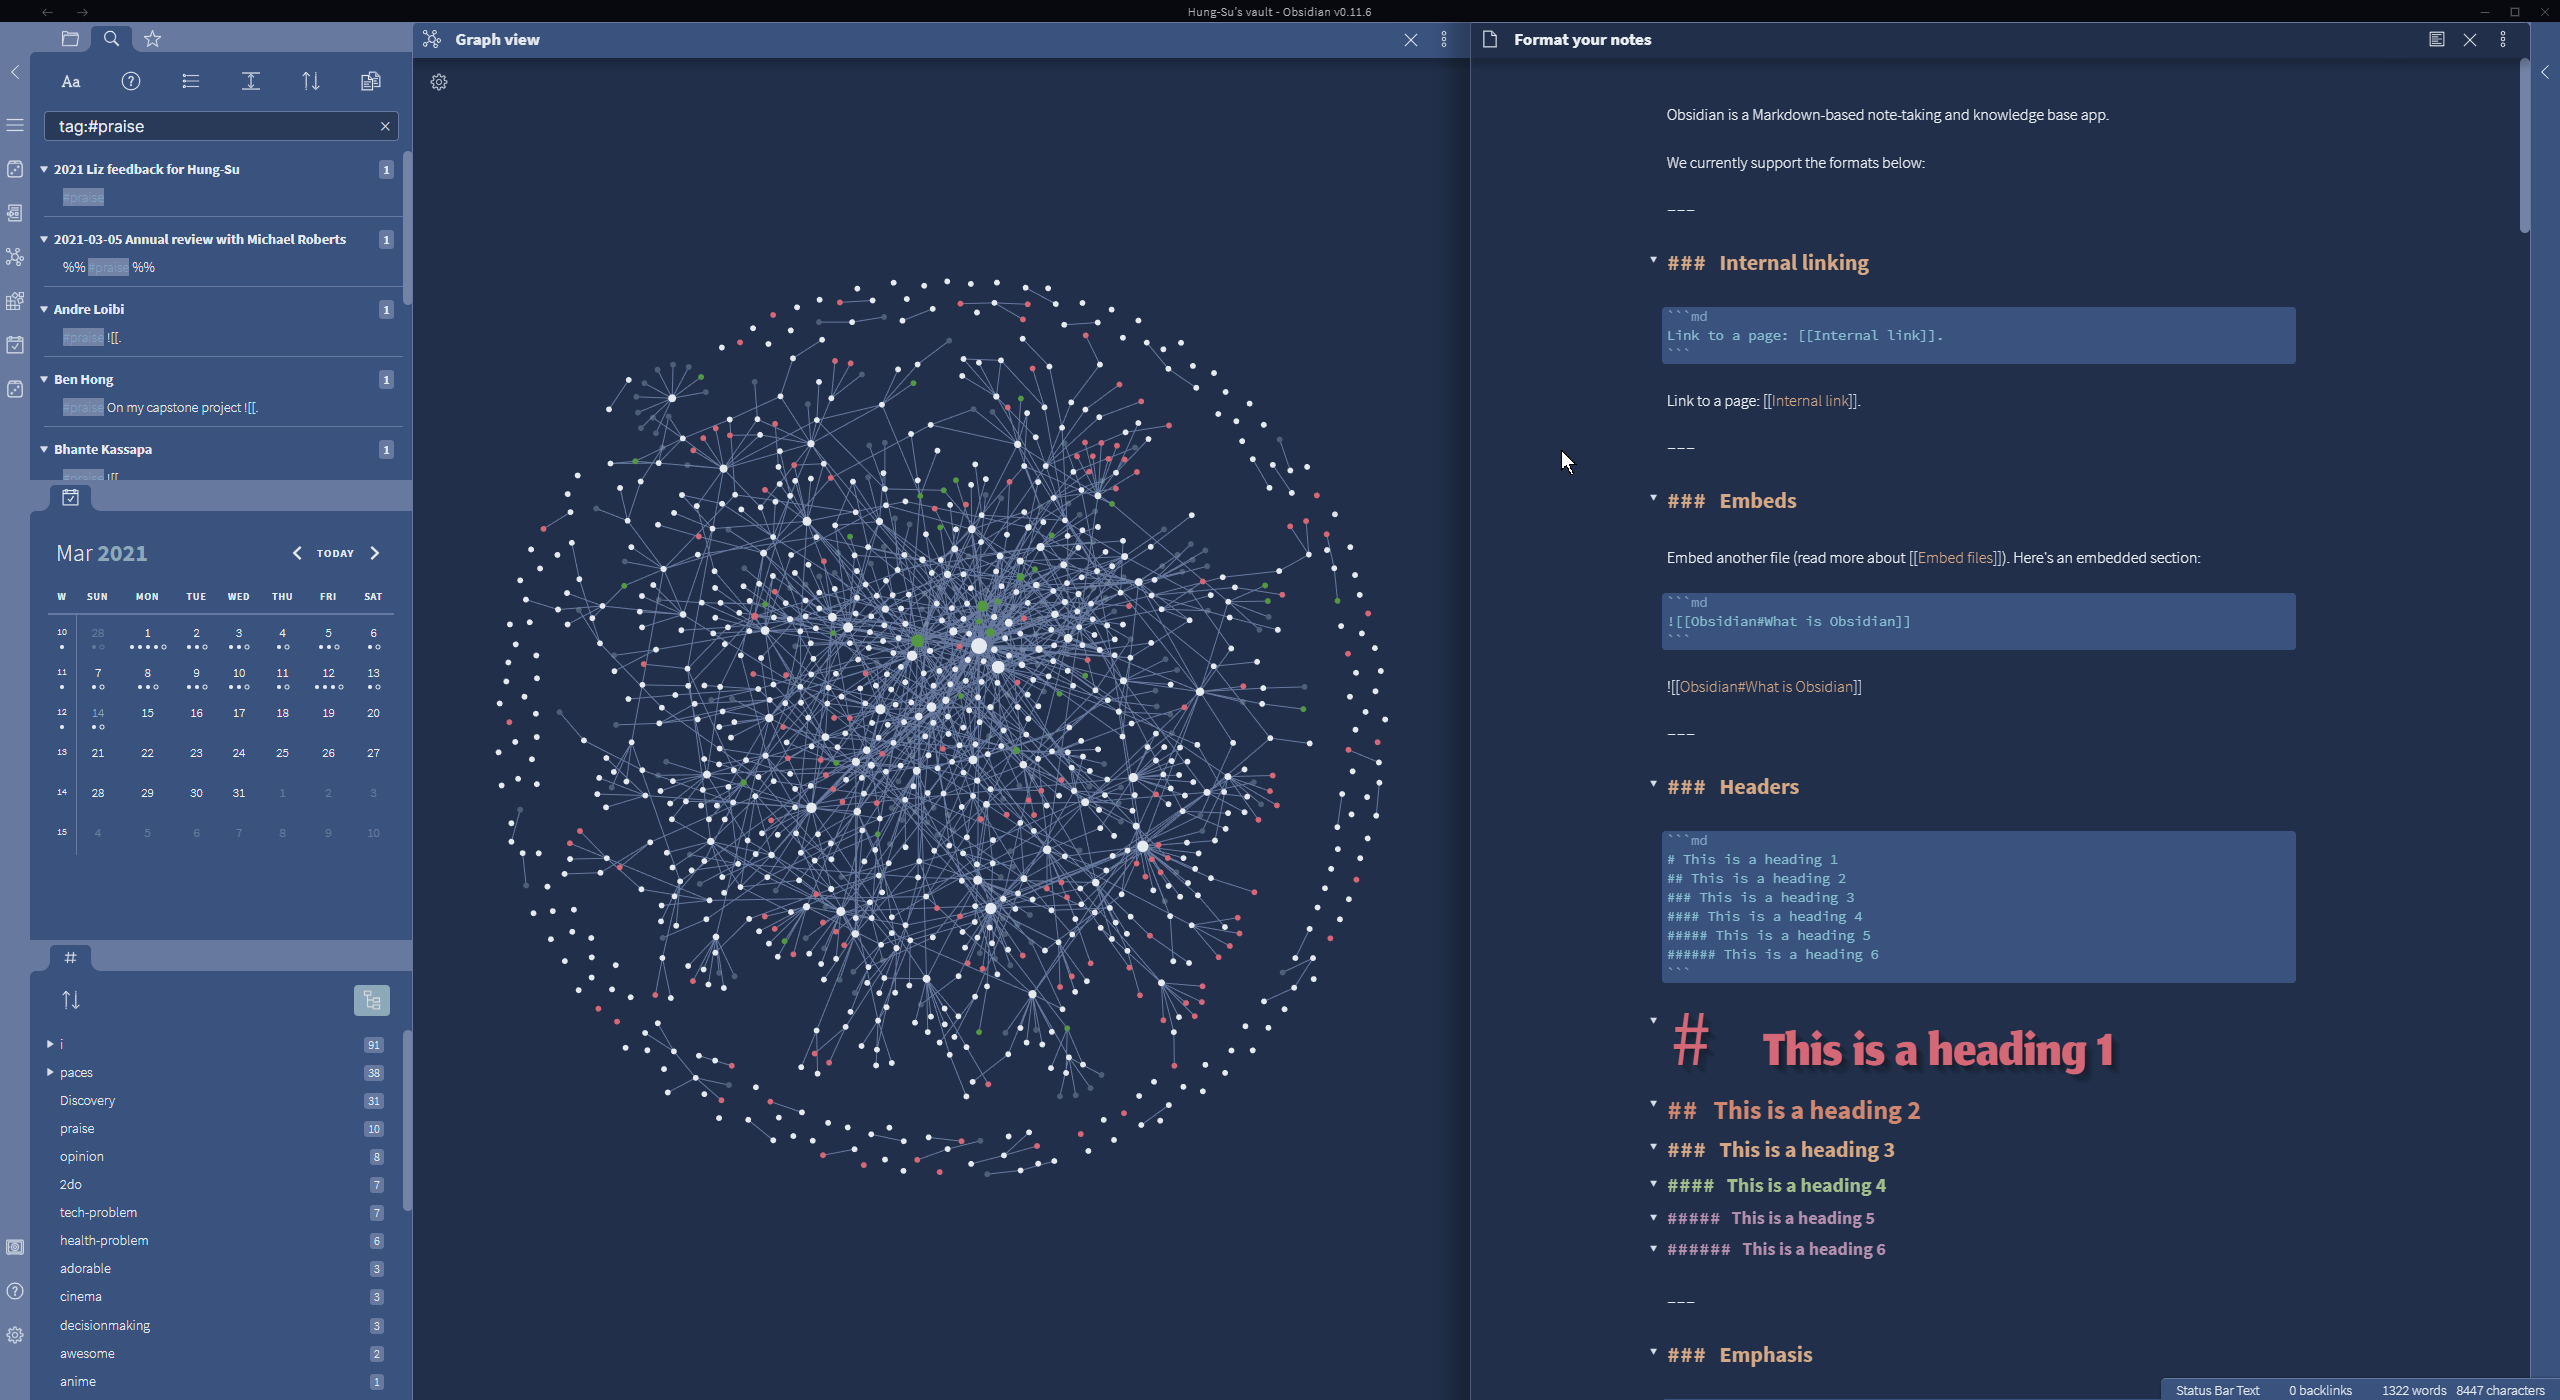 Hung-Su's vault - Obsidian v0.11.6
Aa
tag:#praise
2021 Liz feedback for Hung-Su 1
#praise
2021-03-05 Annual review with Michael Roberts 1
%% #praise %%
Andre Loibi 1
#praise ![[.
Ben Hong 1
#praise On my capstone project ![[.
Bhante Kassapa 1
#praise ![[
Mar 2021
TODAY
W SUN MON TUE WED THU FRI SAT
10 28 1 2 3 4 5 6
11 7 8 9 10 11 12 13
12 14 15 16 17 18 19 20
13 21 22 23 24 25 26 27
14 28 29 30 31 1 2 3
15 4 5 6 7 8 9 10
#
i 91
paces 38
Discovery 31
praise 10
opinion 8
2do 7
tech-problem 7
health-problem 6
adorable 3
cinema 3
decisionmaking 3
awesome 2
anime 1
Graph view
Format your notes
Obsidian is a Markdown-based note-taking and knowledge base app.
We currently support the formats below:
---
### Internal linking
```md
Link to a page: [[Internal link]].
```
Link to a page: [[Internal link]].
---
### Embeds
Embed another file (read more about [[Embed files]]). Here's an embedded section:
```md
![[Obsidian#What is Obsidian]]
```
![[Obsidian#What is Obsidian]]
---
### Headers
```md
# This is a heading 1
## This is a heading 2
### This is a heading 3
#### This is a heading 4
##### This is a heading 5
###### This is a heading 6
```
# This is a heading 1
## This is a heading 2
### This is a heading 3
#### This is a heading 4
##### This is a heading 5
###### This is a heading 6
---
### Emphasis
Status Bar Text 0 backlinks 1322 words 8447 characters